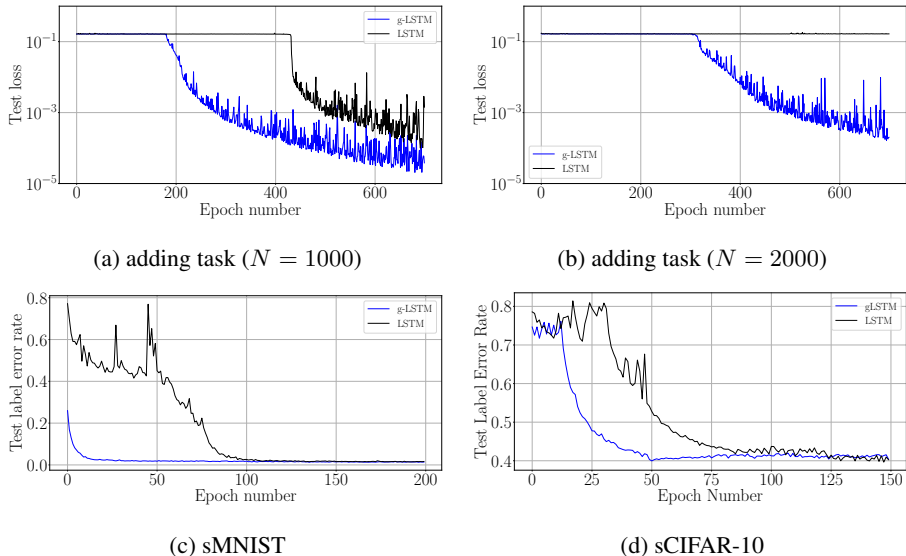 g-LSTM
LSTM
Test loss
10⁻¹
10⁻³
10⁻⁵
0 200 400 600
Epoch number
(a) adding task (N = 1000)
g-LSTM
LSTM
Test loss
10⁻¹
10⁻³
10⁻⁵
0 200 400 600
Epoch number
(b) adding task (N = 2000)
g-LSTM
LSTM
Test label error rate
0.8
0.6
0.4
0.2
0.0
0 50 100 150 200
Epoch number
(c) sMNIST
gLSTM
LSTM
Test Label Error Rate
0.8
0.7
0.6
0.5
0.4
0 25 50 75 100 125 150
Epoch Number
(d) sCIFAR-10